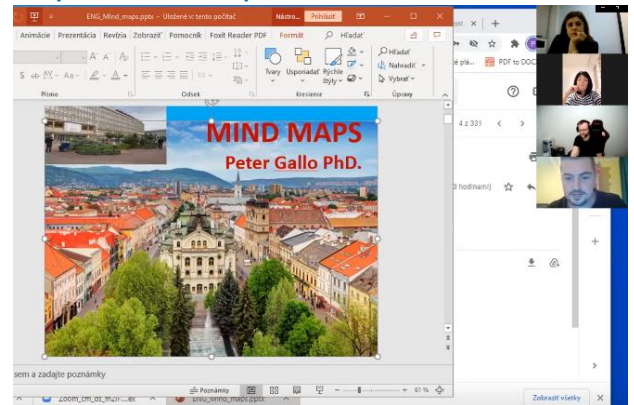 ENG_Mind_maps.pptx - Uložené v: tento počítač
Nástro...
Prihlásiť
Animácie Prezentácia Revízia Zobraziť Pomocník Foxit Reader PDF Formát Hľadať
Hľadať
Nahradiť
Vybrať
Tvary Usporiadať Rýchle štýly
Písmo Odsek Kreslenie Úpravy
PDF to DOC
4 z 331
hodinami)
MIND MAPS
Peter Gallo PhD.
sem a zadajte poznámky
Poznámky
61 %
ENG_Mind_maps.pptx
Zobraziť všetky